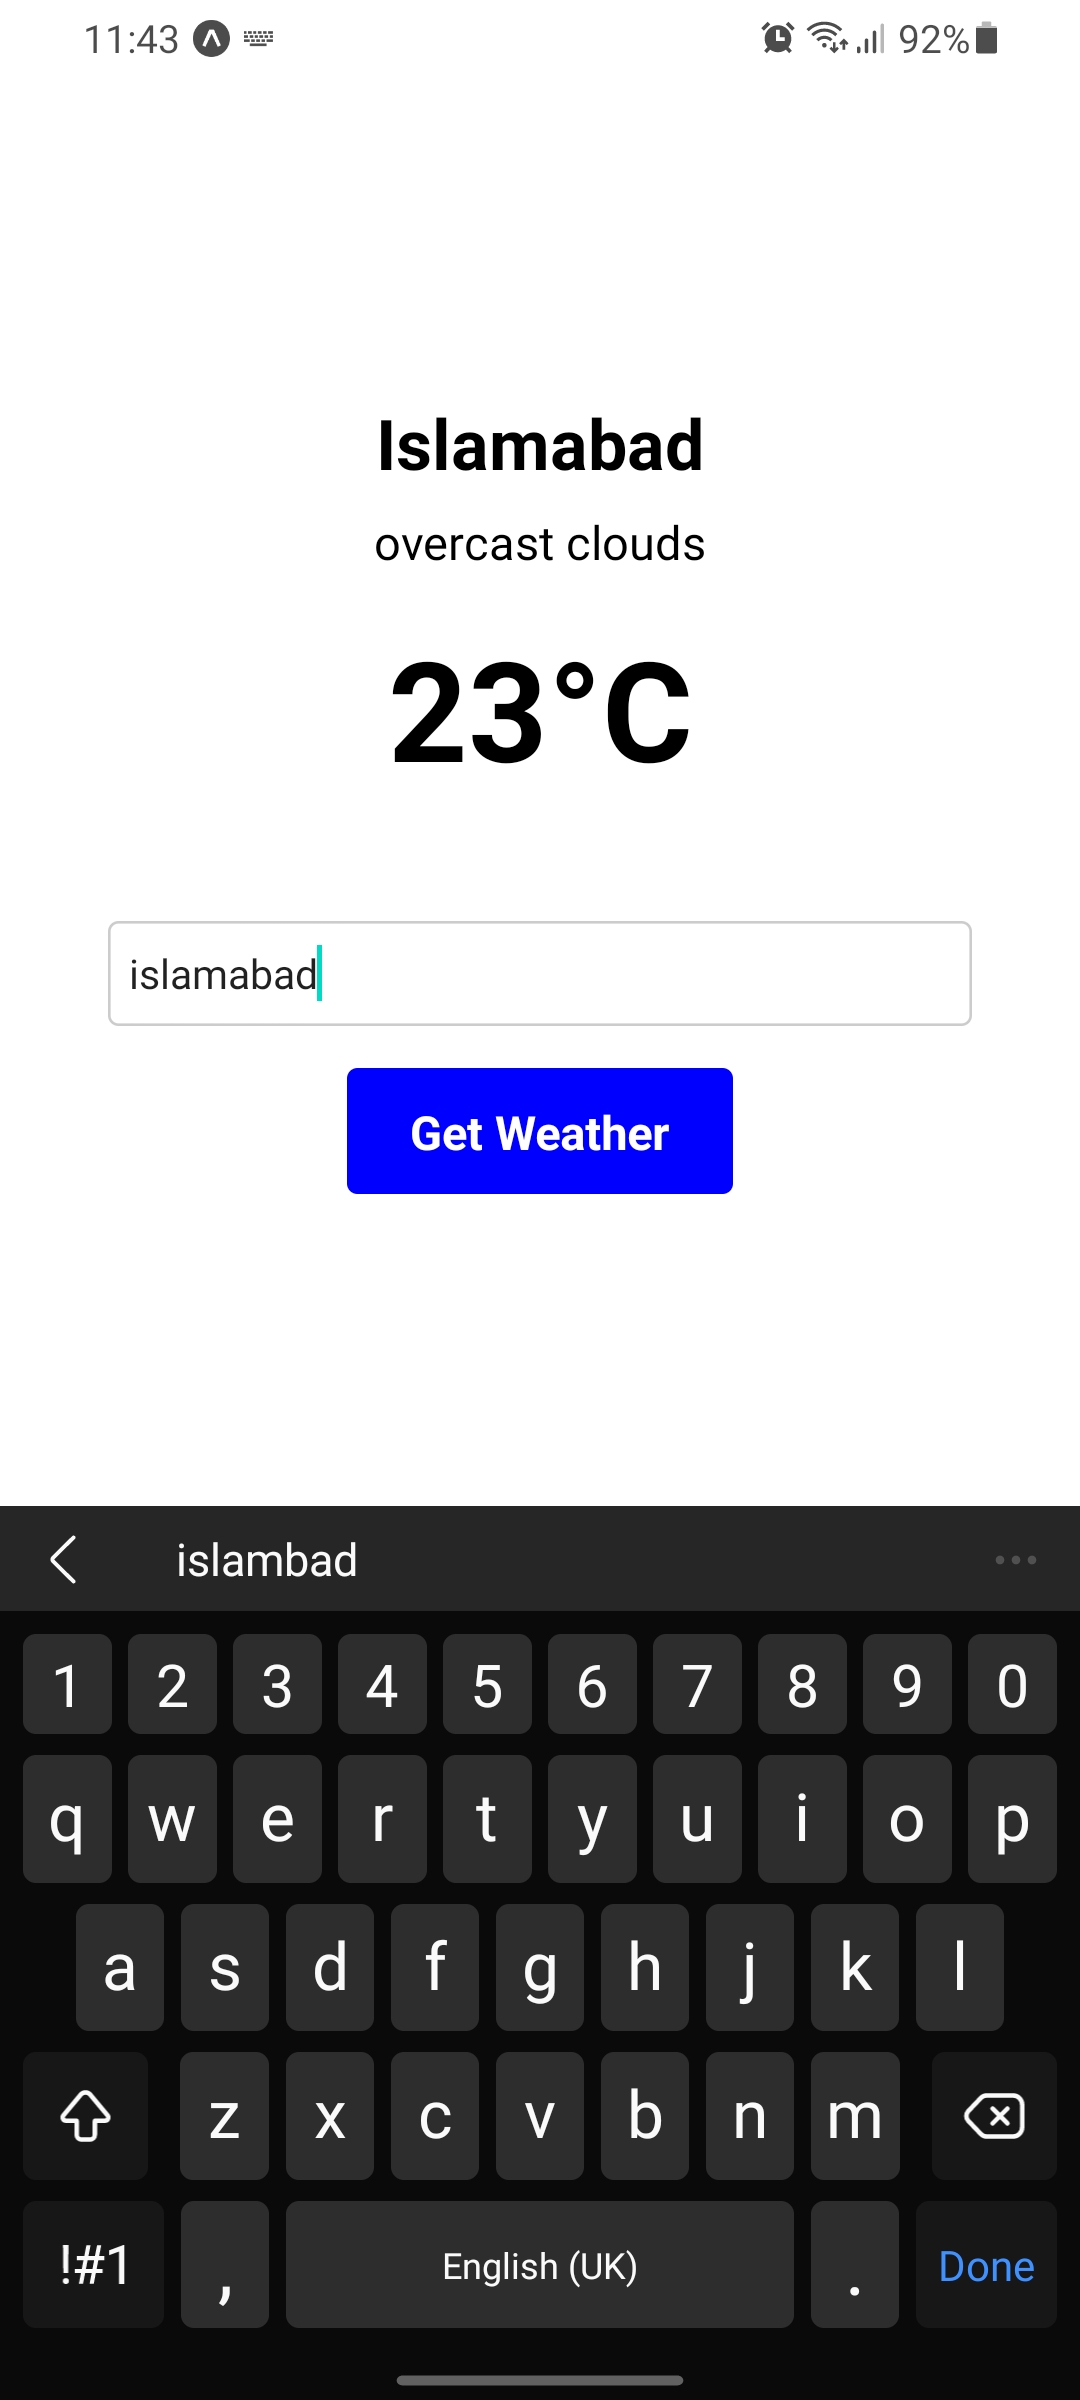 11:43 92%
Islamabad
overcast clouds
23°C
islamabad
Get Weather
islambad
1 2 3 4 5 6 7 8 9 0
q w e r t y u i o p
a s d f g h j k l
z x c v b n m
!#1 , English (UK) . Done